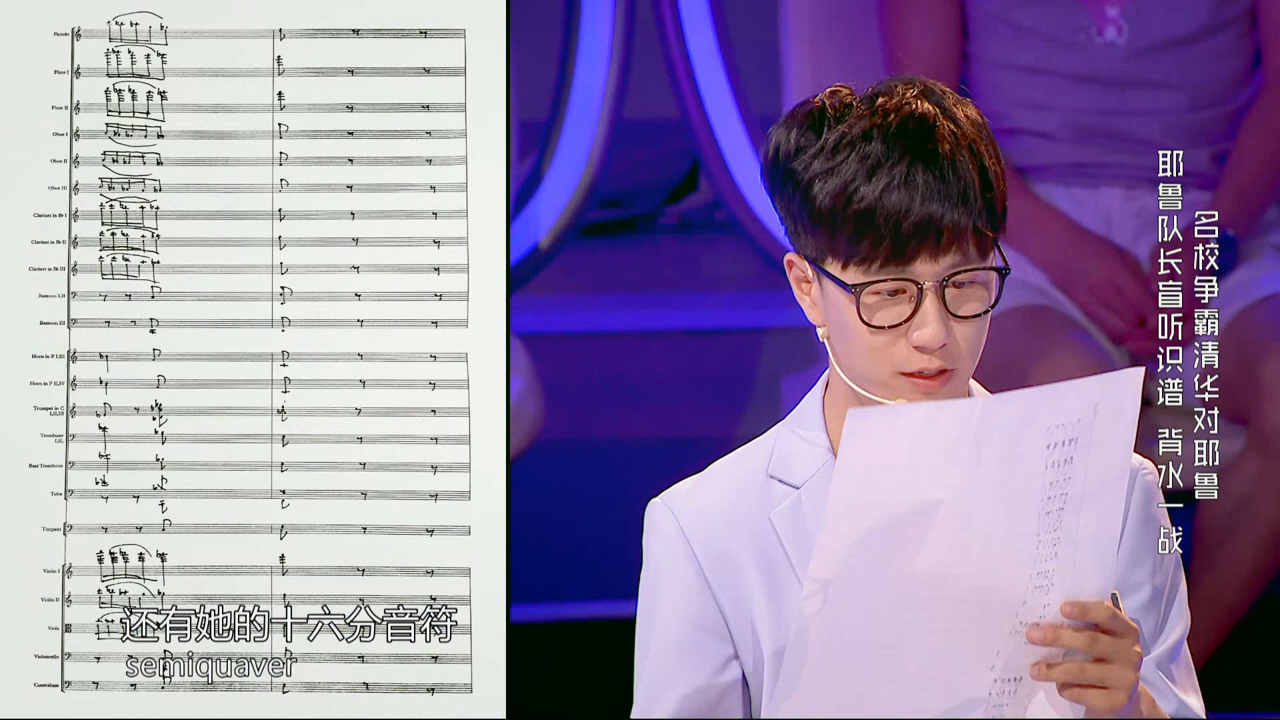 Piccolo
Flute I
Flute II
Oboe I
Oboe II
Oboe III
Clarinet in B♭ I
Clarinet in B♭ II
Clarinet in B♭ III
Bassoon I,II
Bassoon III
Horn in F I,III
Horn in F II,IV
Trumpet in C
I,II,III
Trombone
I,II,
Bass Trombone
Tuba
Timpani
Violin I
Violin II
Viola
Violoncello
Contrabass
还有她的十六分音符
semiquaver
名校争霸清华对耶鲁
耶鲁队长盲听识谱 背水一战